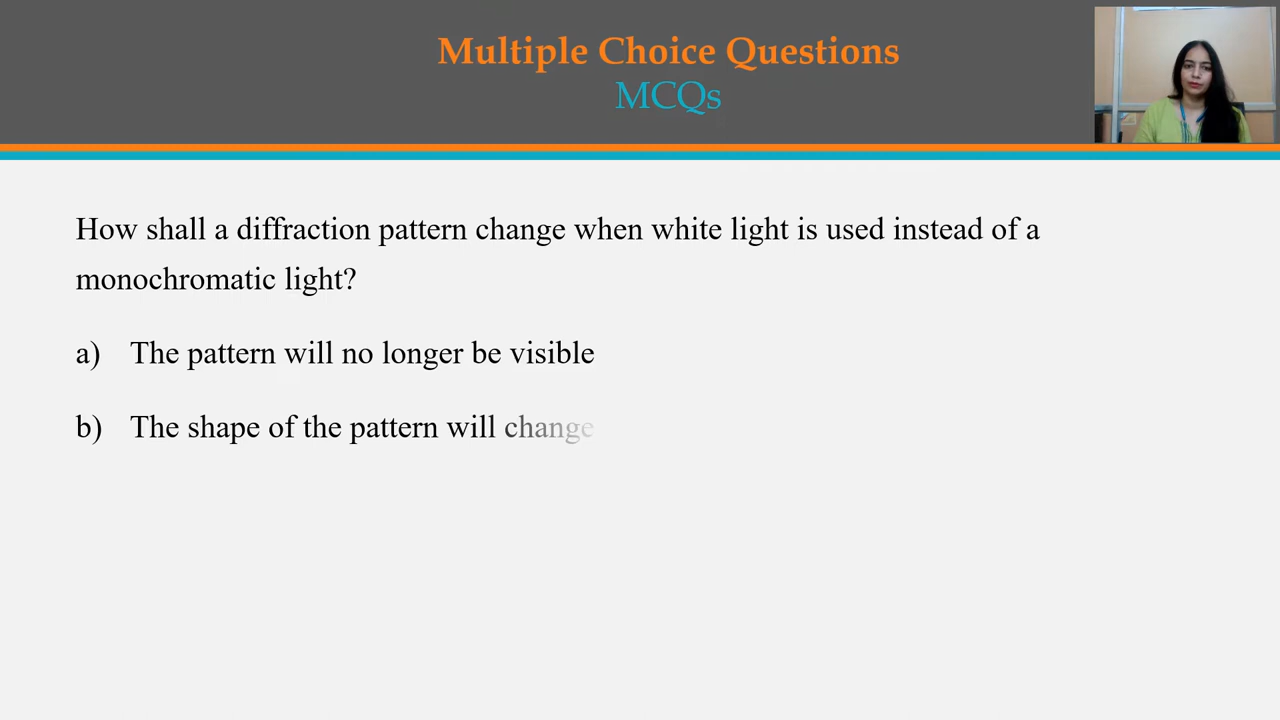 Multiple Choice Questions
MCQs
How shall a diffraction pattern change when white light is used instead of a
monochromatic light?
a) The pattern will no longer be visible
b) The shape of the pattern will change